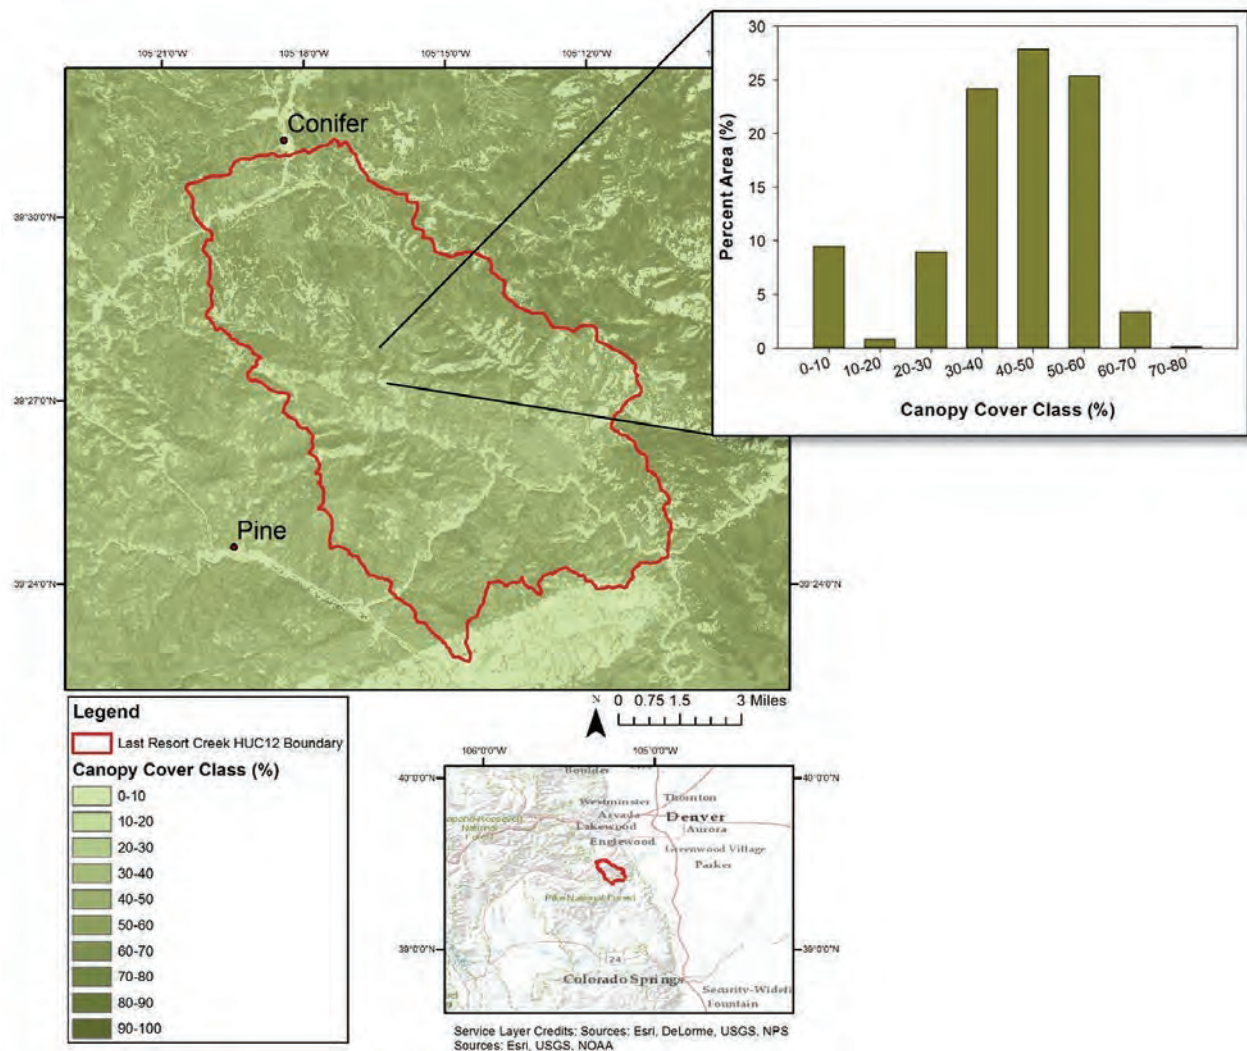 105°21'0"W
105°18'0"W
105°15'0"W
105°12'0"W
39°30'0"N
39°27'0"N
39°24'0"N
39°24'0"N
Conifer
Pine
30
25
20
15
10
5
0
Percent Area (%)
0-10
10-20
20-30
30-40
40-50
50-60
60-70
70-80
Canopy Cover Class (%)
Legend
Last Resort Creek HUC12 Boundary
Canopy Cover Class (%)
0-10
10-20
20-30
30-40
40-50
50-60
60-70
70-80
80-90
90-100
N
0 0.75 1.5 3 Miles
106°0'0"W
105°0'0"W
40°0'0"N
40°0'0"N
39°0'0"N
39°0'0"N
Boulder
Westminster
Thornton
Arvada
Denver
Lakewood
Aurora
Englewood
Greenwood Village
Parker
National
Forest
Pike National Forest
24
Colorado Springs
Fountain
Service Layer Credits: Sources: Esri, DeLorme, USGS, NPS
Sources: Esri, USGS, NOAA